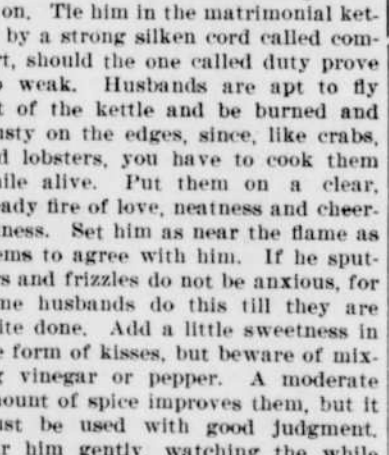 on. Tie him in the matrimonial ket-
by a strong silken cord called com-
t, should the one called duty prove
weak. Husbands are apt to fly
t of the kettle and be burned and
usty on the edges, since, like crabs,
d lobsters, you have to cook them
ile alive. Put them on a clear,
ady fire of love, neatness and cheer-
ness. Set him as near the flame as
ems to agree with him. If he sput-
rs and frizzles do not be anxious, for
me husbands do this till they are
ite done. Add a little sweetness in
e form of kisses, but beware of mix-
g vinegar or pepper. A moderate
mount of spice improves them, but it
ust be used with good judgment.
r him gently, watching the while